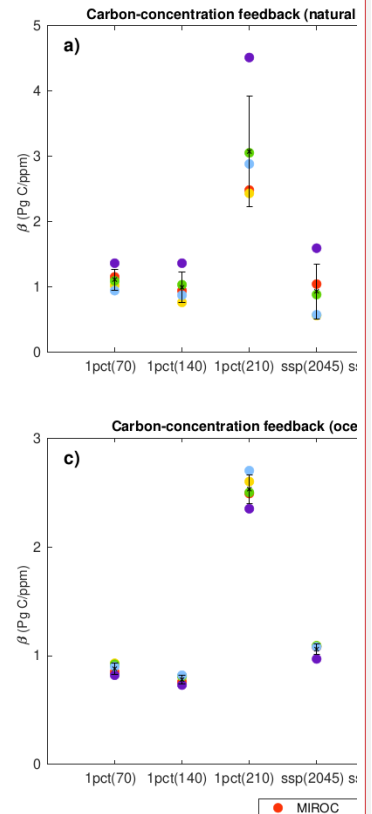 Carbon-concentration feedback (natural
a)
5
4
3
2
1
0
β (Pg C/ppm)
1pct(70) 1pct(140) 1pct(210) ssp(2045) ss
Carbon-concentration feedback (oce
c)
3
2
1
0
β (Pg C/ppm)
1pct(70) 1pct(140) 1pct(210) ssp(2045) ss
MIROC